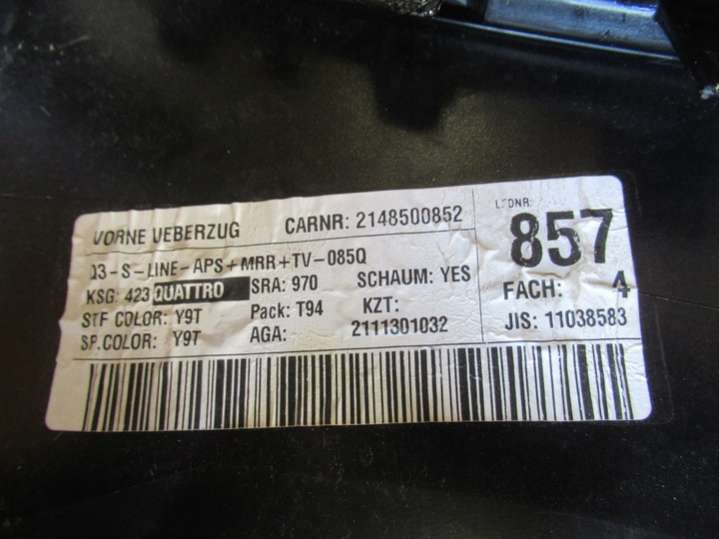 VORNE UEBERZUG CARNR: 2148500852
Q3-S-LINE-APS+MRR+TV-085Q
KSG: 423 QUATTRO SRA: 970 SCHAUM: YES
STF COLOR: Y9T Pack: T94 KZT:
SP.COLOR: Y9T AGA: 2111301032
LFDNR.
857
FACH: 4
JIS: 11038583